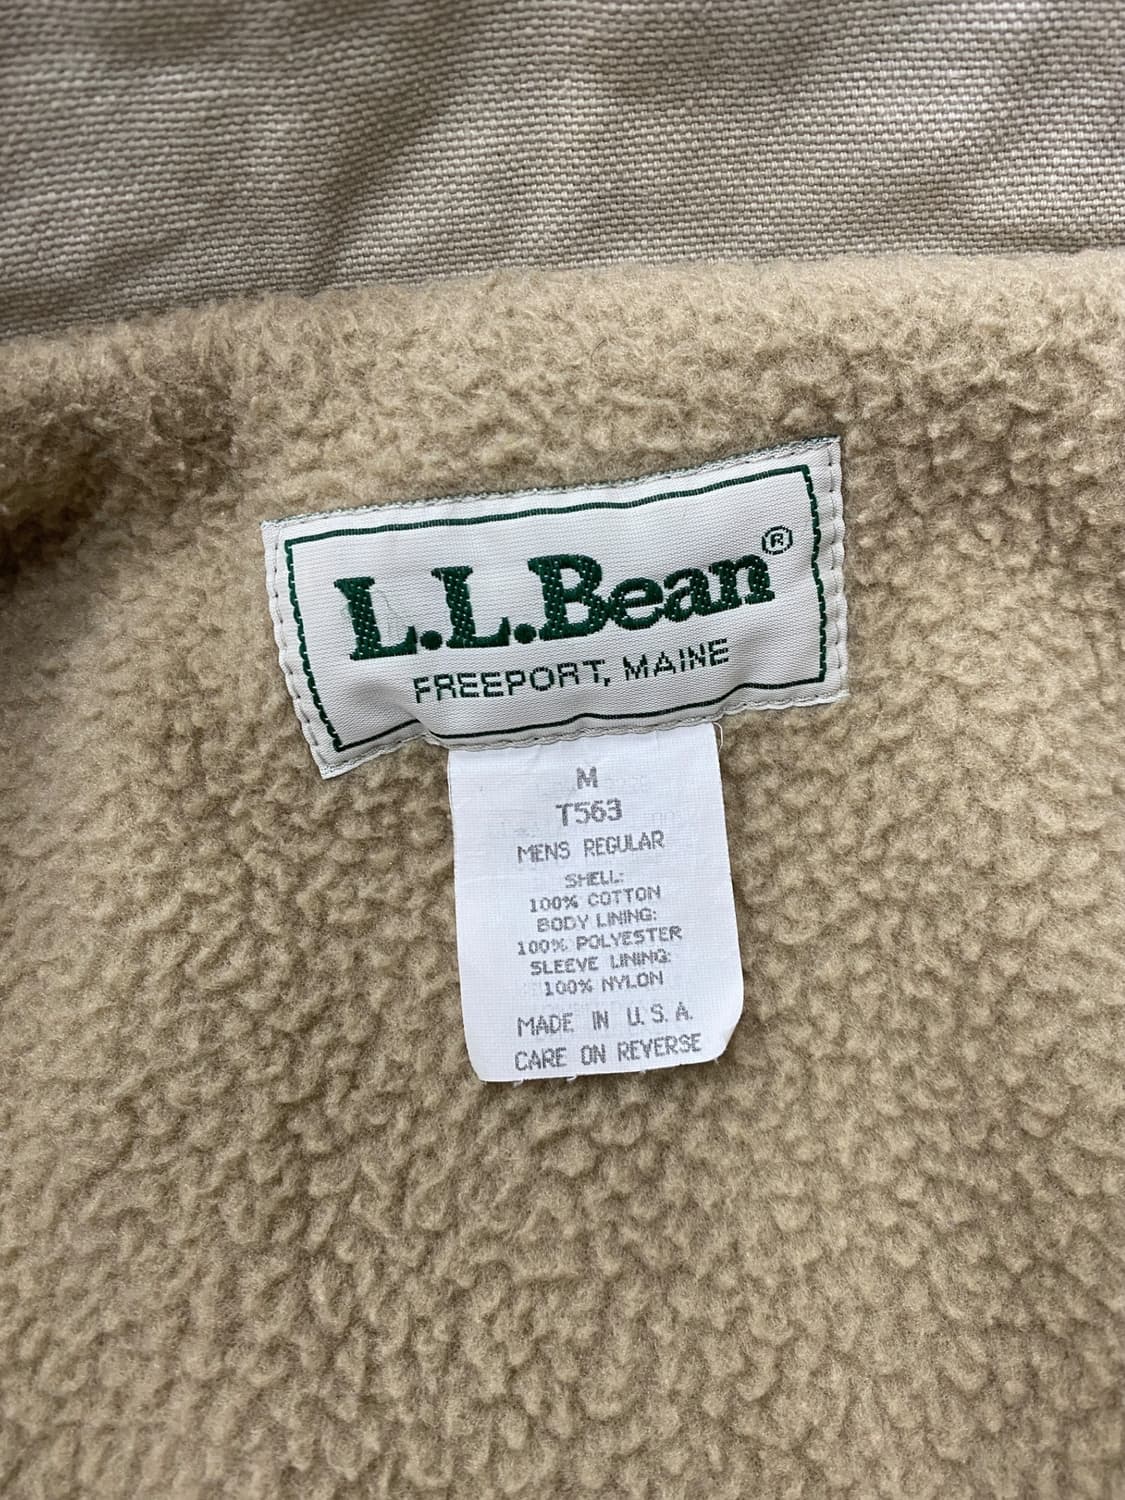 L.L.Bean®
FREEPORT, MAINE
M
T563
MENS REGULAR
SHELL:
100% COTTON
BODY LINING:
100% POLYESTER
SLEEVE LINING:
100% NYLON
MADE IN U.S.A.
CARE ON REVERSE